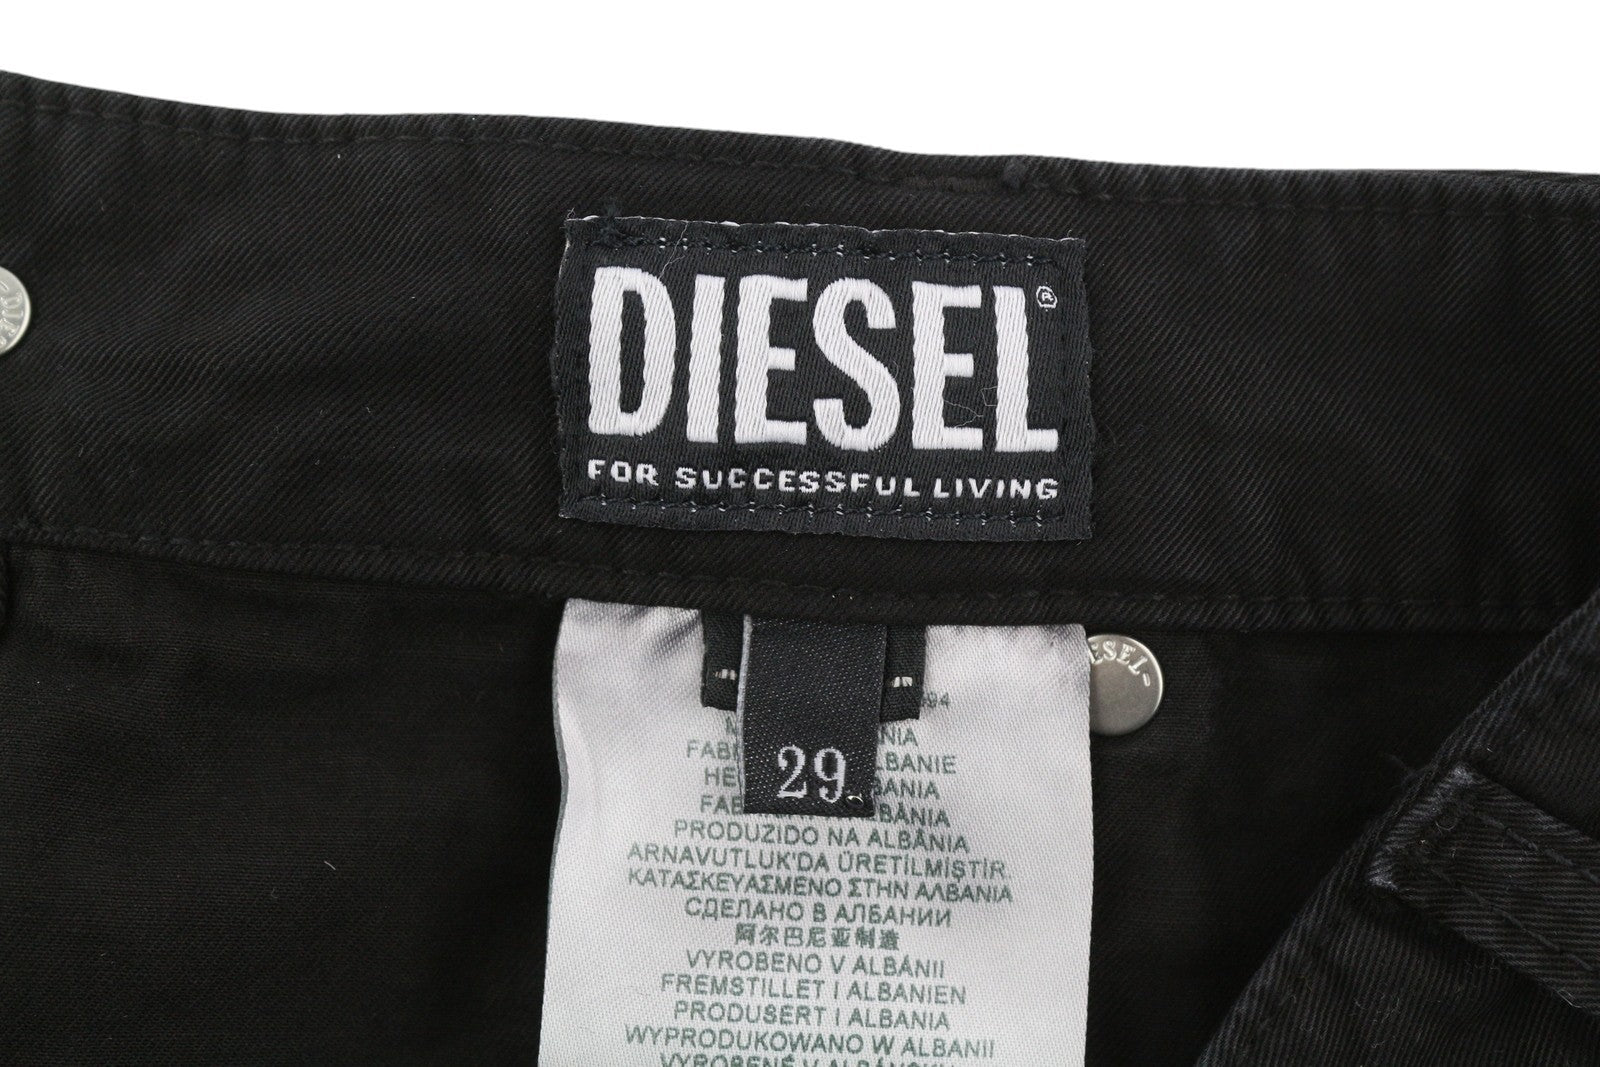 DIESEL®
FOR SUCCESSFUL LIVING
29
PRODUZIDO NA ALBÂNIA
ARNAVUTLUK'DA ÜRETİLMİŞTİR.
ΚΑΤΑΣΚΕΥΑΣΜΕΝΟ ΣΤΗΝ ΑΛΒΑΝΙΑ
СДЕЛАНО В АЛБАНИИ
阿尔巴尼亚制造
VYROBENO V ALBÁNII
FREMSTILLET I ALBANIEN
PRODUSERT I ALBANIA
WYPRODUKOWANO W ALBANII